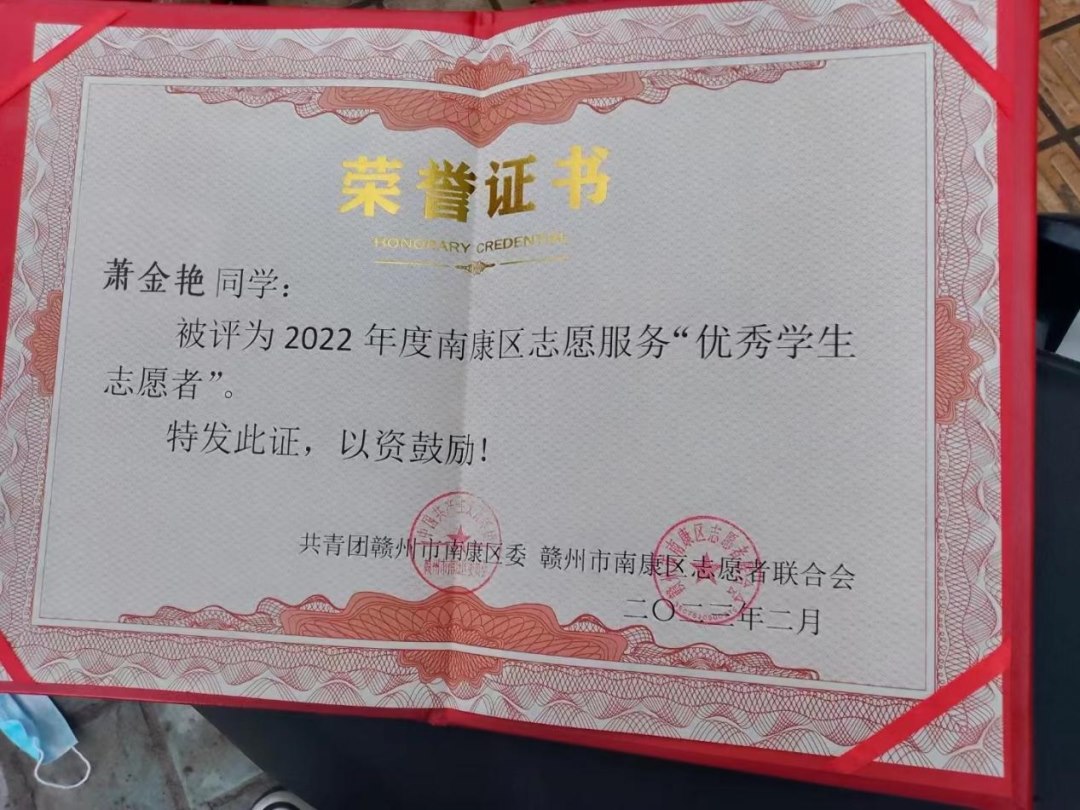 荣誉证书
HONORARY CREDENTIAL
萧金艳同学：
被评为 2022 年度南康区志愿服务“优秀学生
志愿者”。
特发此证，以资鼓励！
共青团赣州市南康区委 赣州市南康区志愿者联合会
二〇二三年二月